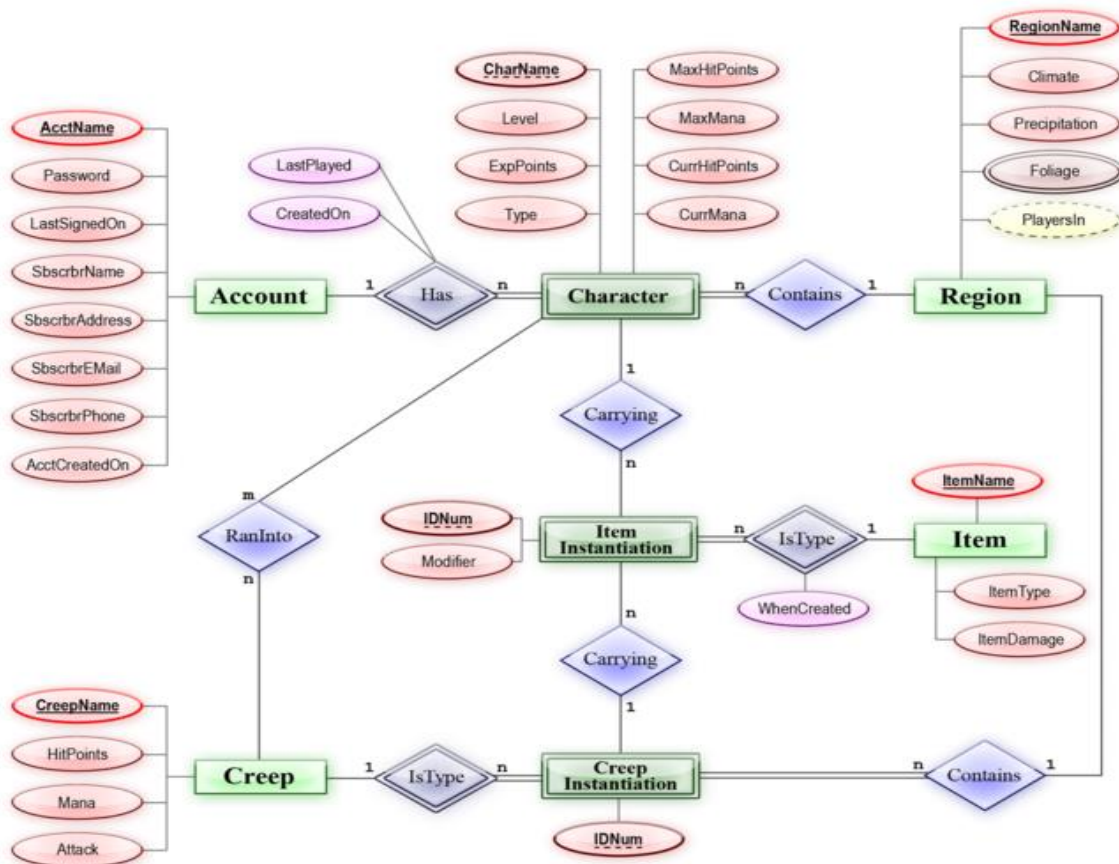 RegionName
CharName
MaxHitPoints
Climate
Level
MaxMana
AcctName
Precipitation
LastPlayed
ExpPoints
CurrHitPoints
Password
Foliage
CreatedOn
Type
CurrMana
LastSignedOn
PlayersIn
SbscrbrName
Account
1
Has
n
Character
n
Contains
1
Region
SbscrbrAddress
SbscrbrEMail
1
SbscrbrPhone
Carrying
AcctCreatedOn
n
ItemName
m
IDNum
RanInto
Item
Instantiation
n
IsType
1
Item
Modifier
n
n
WhenCreated
ItemType
ItemDamage
Carrying
CreepName
1
HitPoints
Creep
1
IsType
n
Creep
Instantiation
n
Contains
1
Mana
IDNum
Attack